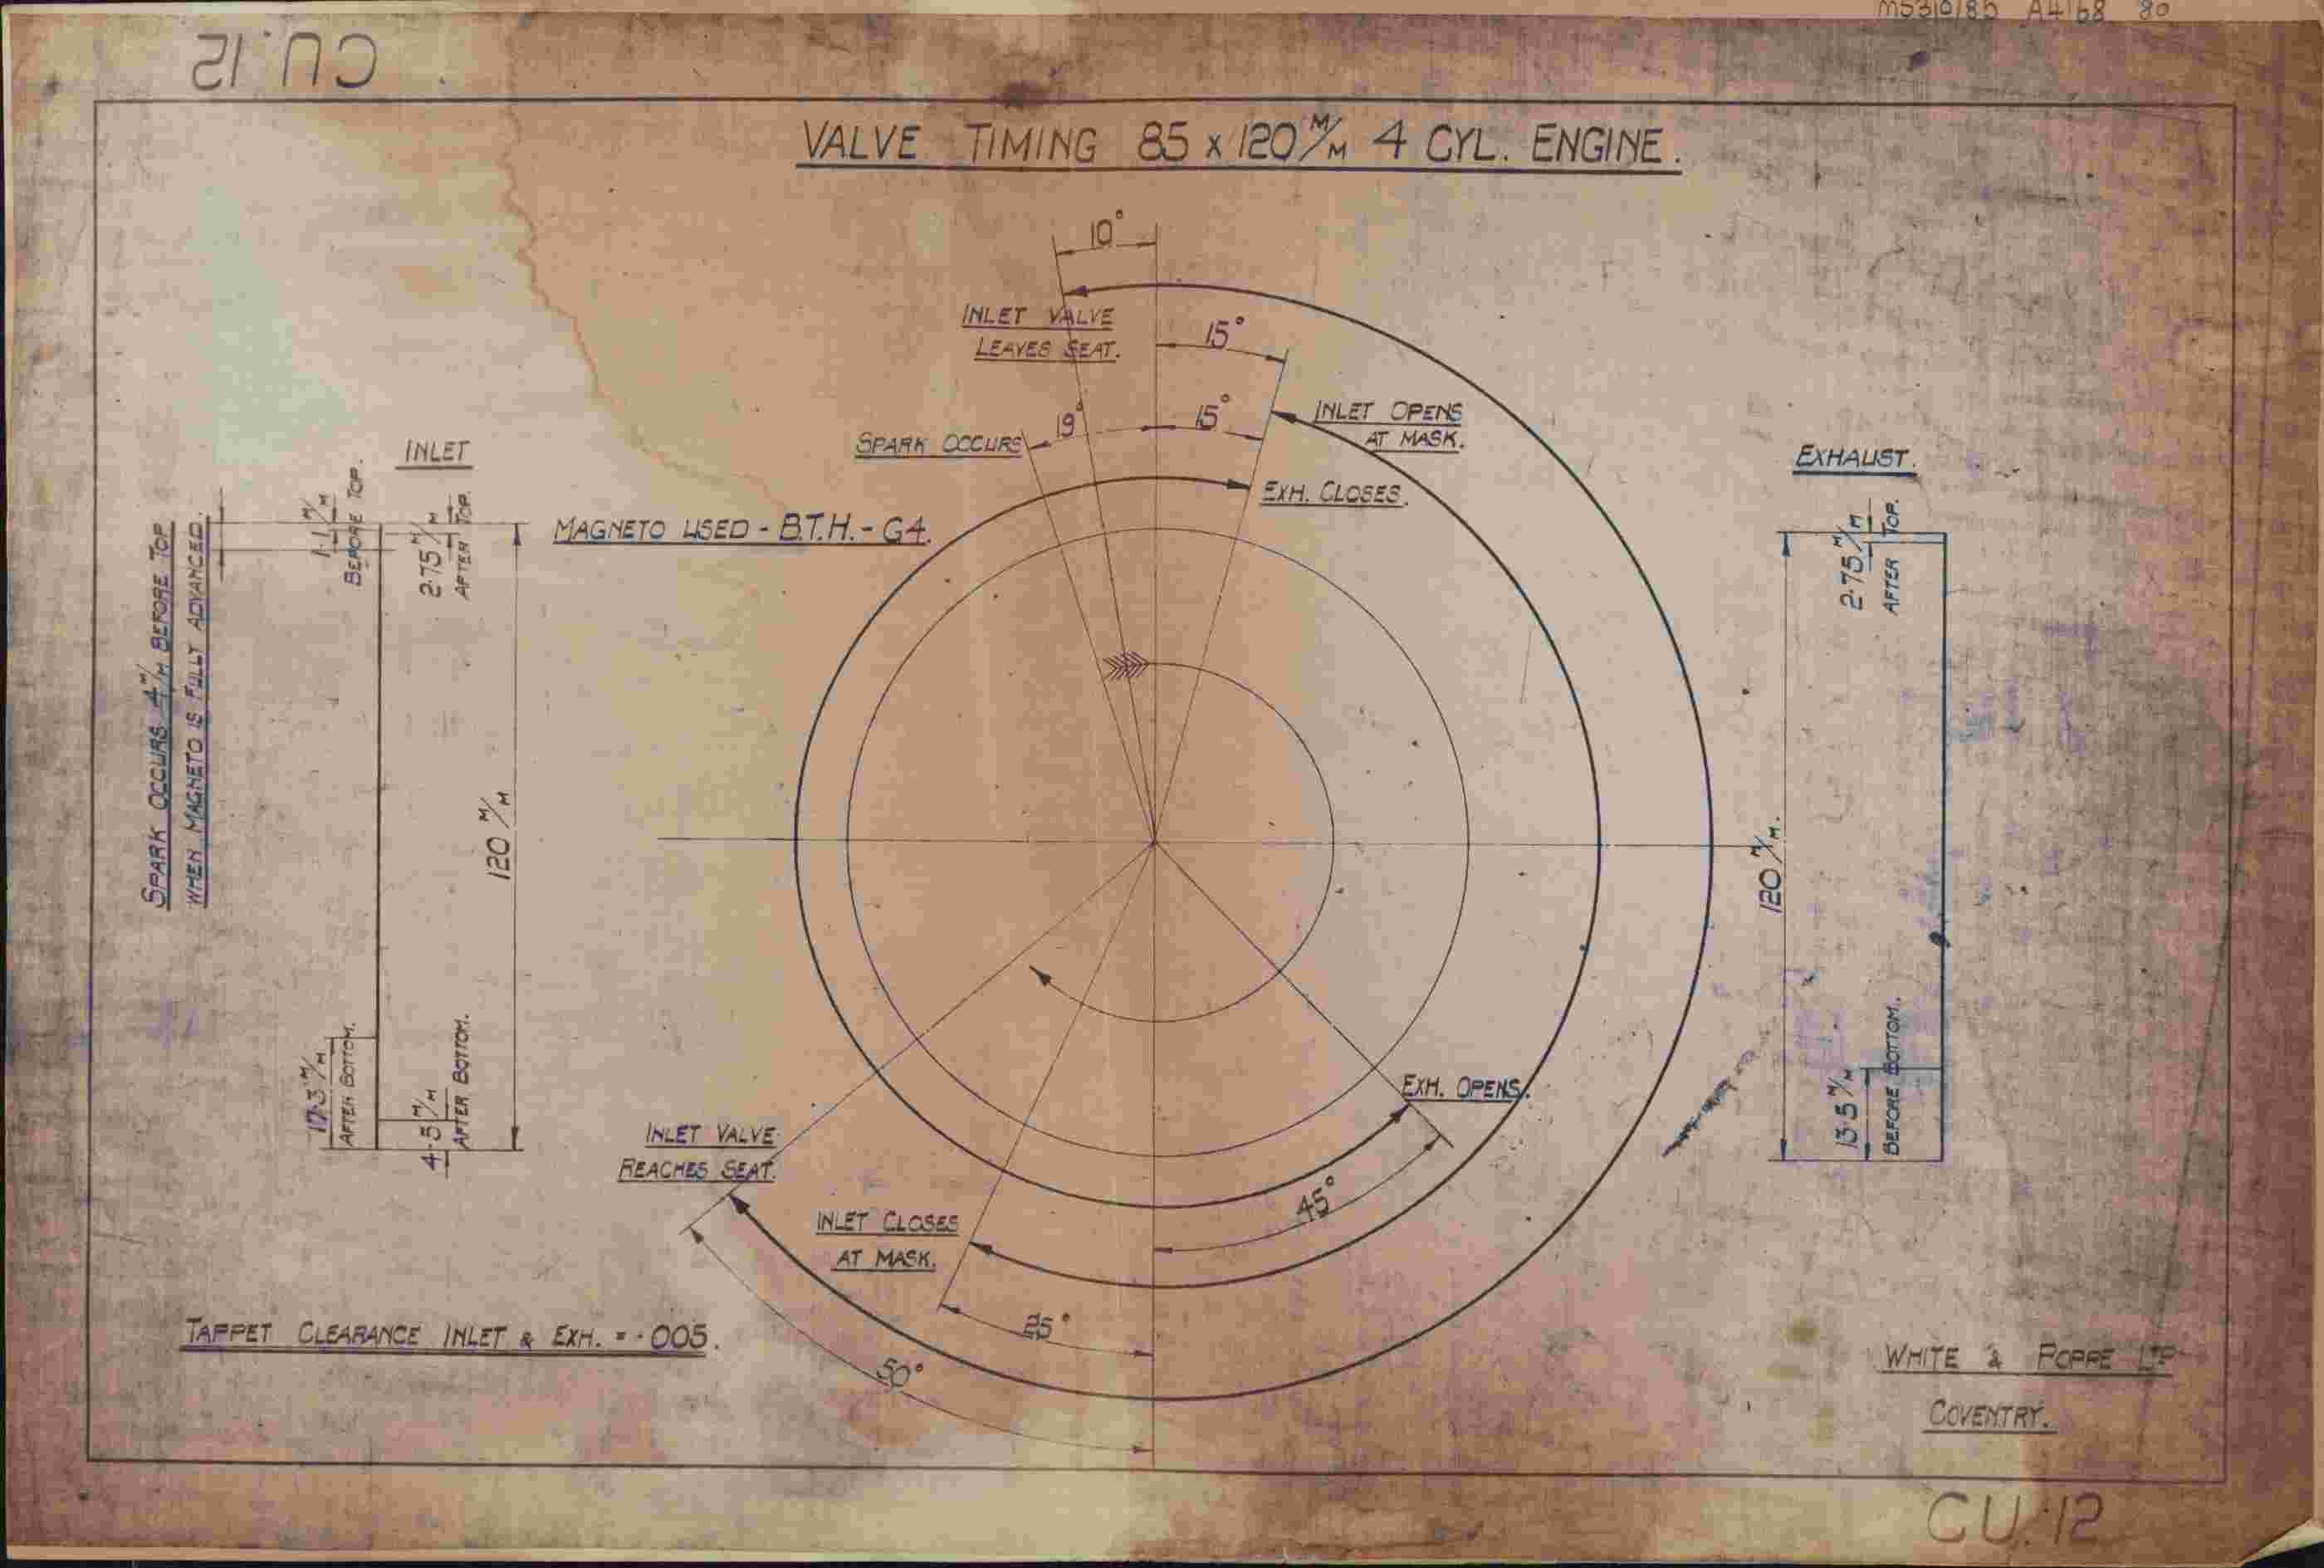 MS310/85 A4168 80
CU.12
VALVE TIMING 85 x 120 M/M 4 CYL. ENGINE.
10°
INLET VALVE
LEAVES SEAT.
15°
19°
15°
SPARK OCCURS
INLET OPENS
AT MASK.
EXH. CLOSES.
MAGNETO USED - B.T.H. - G4.
INLET
SPARK OCCURS 4 M/M BEFORE TOP
WHEN MAGNETO IS FULLY ADVANCED.
1·1 M/M
BEFORE TOP.
2·75 M/M
AFTER TOP.
120 M/M
17·3 M/M
AFTER BOTTOM.
4·5 M/M
AFTER BOTTOM.
EXHAUST.
2·75 M/M
AFTER TOP.
120 M/M.
13·5 M/M
BEFORE BOTTOM.
EXH. OPENS.
45°
INLET VALVE
REACHES SEAT.
INLET CLOSES
AT MASK.
25°
50°
TAPPET CLEARANCE INLET & EXH. = ·005.
WHITE & POPPE LTD
COVENTRY.
CU.12